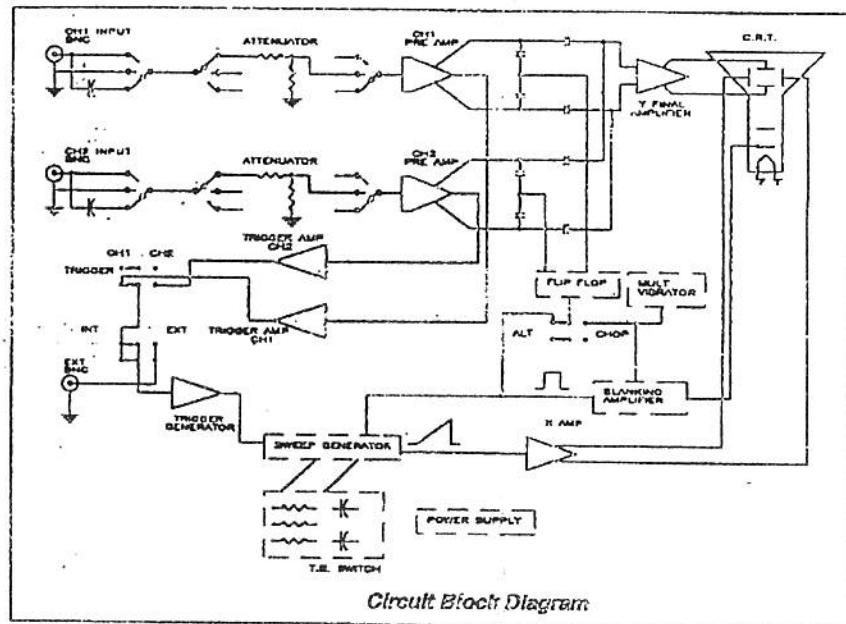 CH1 INPUT
BNC
ATTENUATOR
CH1
PRE AMP
C.R.T.
Y FINAL
AMPLIFIER
CH2 INPUT
BNC
ATTENUATOR
CH2
PRE AMP
TRIGGER AMP
CH2
CH1 CH2
TRIGGER
FLIP FLOP
MULT
VIBRATOR
INT
EXT
TRIGGER AMP
CH1
ALT
CHOP
EXT
BNC
BLANKING
AMPLIFIER
TRIGGER
GENERATOR
X AMP
SWEEP GENERATOR
POWER SUPPLY
T.B. SWITCH
Circuit Block Diagram